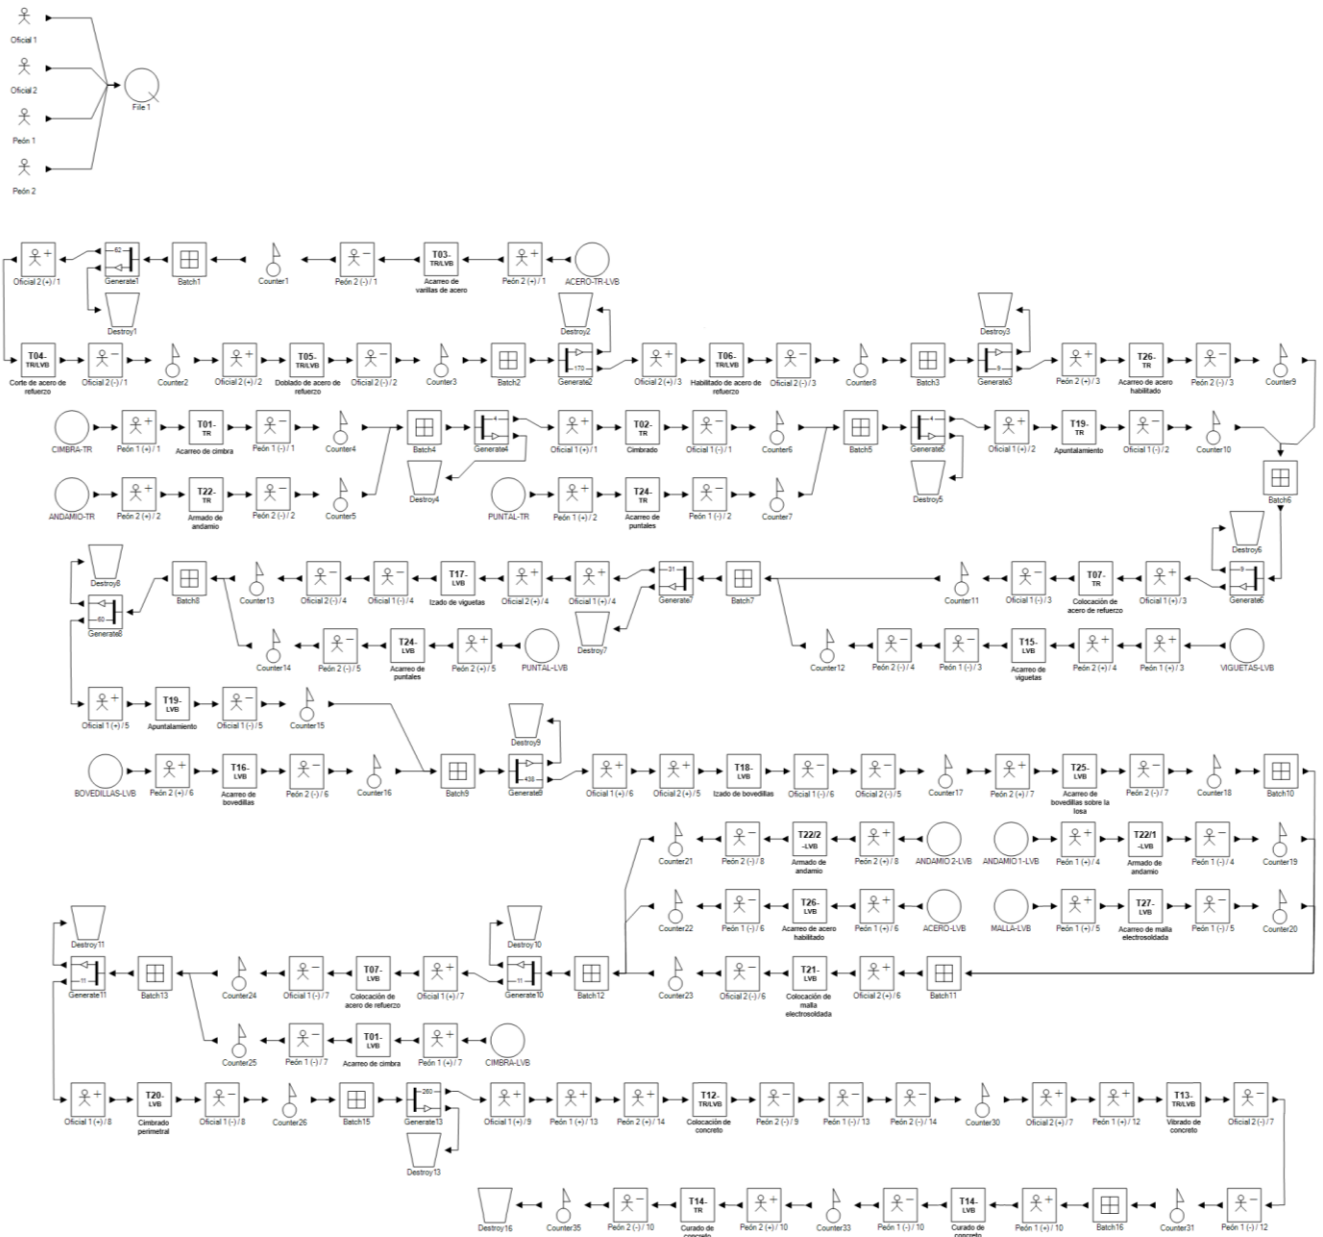 Oficial 1
Oficial 2
File 1
Peón 1
Peón 2
62
T03-
TR/LVB
Oficial 2 (+) / 1
Generate1
Batch1
Counter1
Peón 2 (-) / 1
Acarreo de
varillas de acero
Peón 2 (+) / 1
ACERO-TR-LVB
Destroy1
Destroy2
Destroy3
T04-
TR/LVB
T05-
TR/LVB
170
T06-
TR/LVB
9
T26-
TR
Corte de acero de
refuerzo
Oficial 2 (-) / 1
Counter2
Oficial 2 (+) / 2
Doblado de acero de
refuerzo
Oficial 2 (-) / 2
Counter3
Batch2
Generate2
Oficial 2 (+) / 3
Habilitado de acero de
refuerzo
Oficial 2 (-) / 3
Counter8
Batch3
Generate3
Peón 2 (+) / 3
Acarreo de acero
habilitado
Peón 2 (-) / 3
Counter9
T01-
TR
4
T02-
TR
4
T19-
TR
CIMBRA-TR
Peón 1 (+) / 1
Acarreo de cimbra
Peón 1 (-) / 1
Counter4
Batch4
Generate4
Oficial 1 (+) / 1
Cimbrado
Oficial 1 (-) / 1
Counter6
Batch5
Generate5
Oficial 1 (+) / 2
Apuntalamiento
Oficial 1 (-) / 2
Counter10
Destroy4
Destroy5
Batch6
T22-
TR
T24-
TR
ANDAMIO-TR
Peón 2 (+) / 2
Armado de
andamio
Peón 2 (-) / 2
Counter5
PUNTAL-TR
Peón 1 (+) / 2
Acarreo de
puntales
Peón 1 (-) / 2
Counter7
Destroy6
Destroy8
T17-
LVB
31
T07-
TR
9
Counter13
Oficial 2 (-) / 4
Oficial 1 (-) / 4
Izado de viguetas
Oficial 2 (+) / 4
Oficial 1 (+) / 4
Generate7
Batch7
Counter11
Oficial 1 (-) / 3
Colocación de
acero de refuerzo
Oficial 1 (+) / 3
Generate6
Batch8
60
Generate8
T24-
LVB
Destroy7
T15-
LVB
Counter14
Peón 2 (-) / 5
Acarreo de
puntales
Peón 2 (+) / 5
PUNTAL-LVB
Counter12
Peón 2 (-) / 4
Peón 1 (-) / 3
Acarreo de
viguetas
Peón 2 (+) / 4
Peón 1 (+) / 3
VIGUETAS-LVB
T19-
LVB
Oficial 1 (+) / 5
Apuntalamiento
Oficial 1 (-) / 5
Counter15
Destroy9
T16-
LVB
438
T18-
LVB
T25-
LVB
BOVEDILLAS-LVB
Peón 2 (+) / 6
Acarreo de
bovedillas
Peón 2 (-) / 6
Counter16
Batch9
Generate9
Oficial 1 (+) / 6
Oficial 2 (+) / 5
Izado de bovedillas
Oficial 1 (-) / 6
Oficial 2 (-) / 5
Counter17
Peón 2 (+) / 7
Acarreo de
bovedillas sobre la
losa
Peón 2 (-) / 7
Counter18
Batch10
T22/2
-LVB
T22/1
-LVB
Counter21
Peón 2 (-) / 8
Armado de
andamio
Peón 2 (+) / 8
ANDAMIO 2-LVB
ANDAMIO 1-LVB
Peón 1 (+) / 4
Armado de
andamio
Peón 1 (-) / 4
Counter19
T26-
LVB
T27-
LVB
Counter22
Peón 1 (-) / 6
Acarreo de acero
habilitado
Peón 1 (+) / 6
ACERO-LVB
MALLA-LVB
Peón 1 (+) / 5
Acarreo de malla
electrosoldada
Peón 1 (-) / 5
Counter20
Destroy11
Destroy10
11
T07-
LVB
11
T21-
LVB
Generate11
Batch13
Counter24
Oficial 1 (-) / 7
Colocación de
acero de refuerzo
Oficial 1 (+) / 7
Generate10
Batch12
Counter23
Oficial 2 (-) / 6
Colocación de
malla
electrosoldada
Oficial 2 (+) / 6
Batch11
T01-
LVB
Counter25
Peón 1 (-) / 7
Acarreo de cimbra
Peón 1 (+) / 7
CIMBRA-LVB
T20-
LVB
260
T12-
TR/LVB
T13-
TR/LVB
Oficial 1 (+) / 8
Cimbrado
perimetral
Oficial 1 (-) / 8
Counter26
Batch15
Generate13
Oficial 1 (+) / 9
Peón 1 (+) / 13
Peón 2 (+) / 14
Colocación de
concreto
Peón 2 (-) / 9
Peón 1 (-) / 13
Peón 2 (-) / 14
Counter30
Oficial 2 (+) / 7
Peón 1 (+) / 12
Vibrado de
concreto
Oficial 2 (-) / 7
Destroy13
T14-
TR
T14-
LVB
Destroy16
Counter35
Peón 2 (-) / 10
Curado de
concreto
Peón 2 (+) / 10
Counter33
Peón 1 (-) / 10
Curado de
concreto
Peón 1 (+) / 10
Batch16
Counter31
Peón 1 (-) / 12